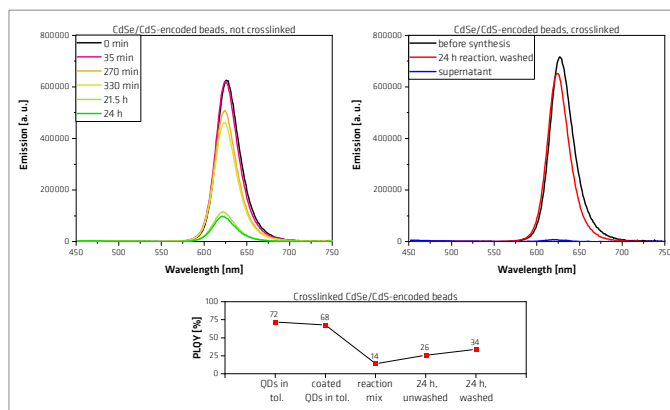 CdSe/CdS-encoded beads, not crosslinked
800000
600000
400000
200000
0
Emission [a. u.]
0 min
35 min
270 min
330 min
21.5 h
24 h
450 500 550 600 650 700 750
Wavelength [nm]
CdSe/CdS-encoded beads, crosslinked
800000
600000
400000
200000
0
Emission [a. u.]
before synthesis
24 h reaction, washed
supernatant
450 500 550 600 650 700 750
Wavelength [nm]
Crosslinked CdSe/CdS-encoded beads
100
75
50
25
0
PLQY [%]
72 68 14 26 34
QDs in coated reaction 24 h, 24 h,
tol. QDs in tol. mix unwashed washed